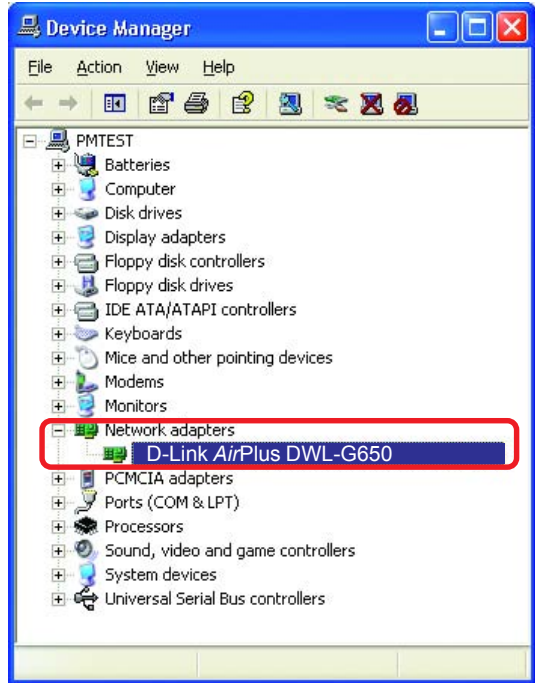 Device Manager
File Action View Help
PMTEST
Batteries
Computer
Disk drives
Display adapters
Floppy disk controllers
Floppy disk drives
IDE ATA/ATAPI controllers
Keyboards
Mice and other pointing devices
Modems
Monitors
Network adapters
D-Link AirPlus DWL-G650
PCMCIA adapters
Ports (COM & LPT)
Processors
Sound, video and game controllers
System devices
Universal Serial Bus controllers